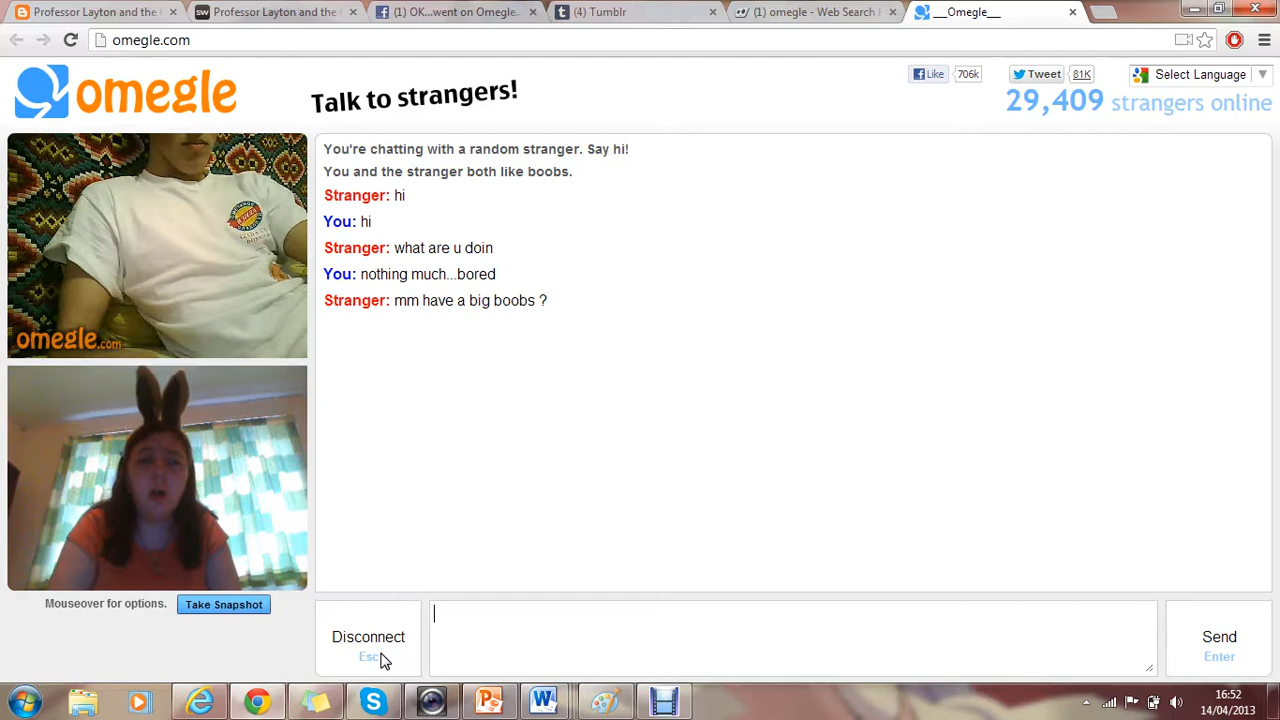 Professor Layton and the
Professor Layton and the
(1) OK...went on Omegle
(4) Tumblr
(1) omegle - Web Search
__Omegle__
omegle.com
omegle
Talk to strangers!
Like
706k
Tweet
81K
Select Language
29,409 strangers online
You're chatting with a random stranger. Say hi!
You and the stranger both like boobs.
Stranger: hi
You: hi
Stranger: what are u doin
You: nothing much...bored
Stranger: mm have a big boobs ?
omegle.com
Mouseover for options.
Take Snapshot
Disconnect
Esc
Send
Enter
16:52
14/04/2013